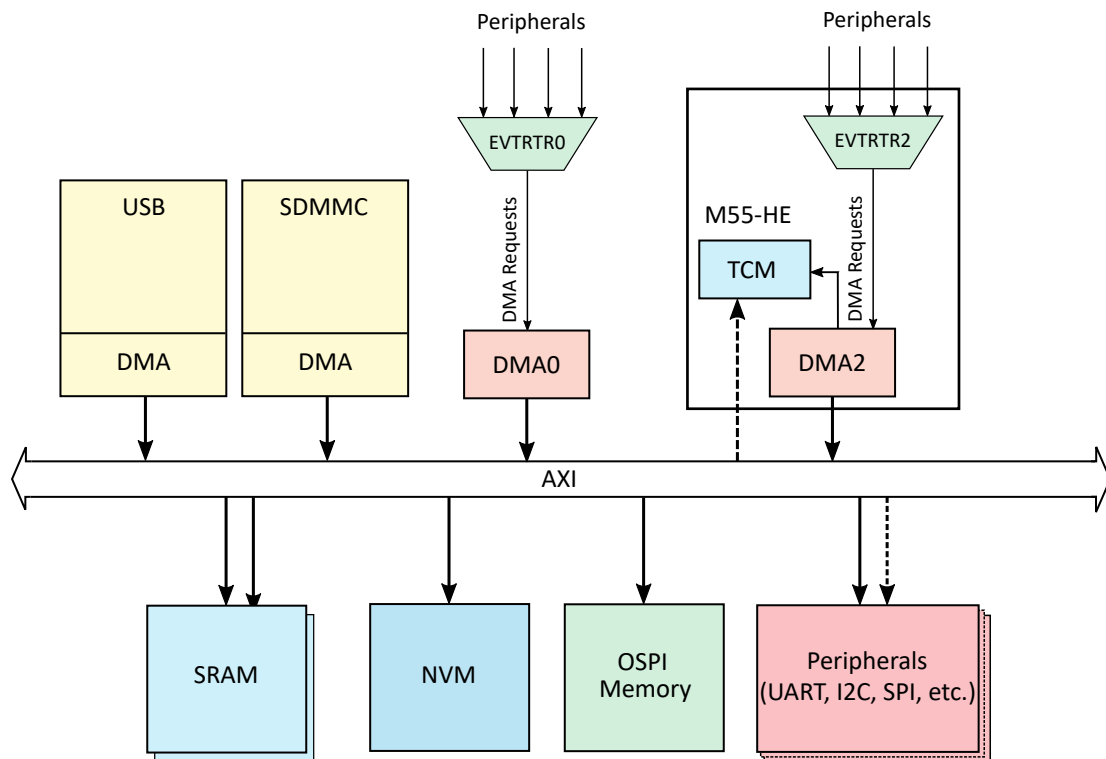 Peripherals
Peripherals
EVTRTR0
EVTRTR2
USB
SDMMC
DMA Requests
M55-HE
DMA Requests
TCM
DMA
DMA
DMA0
DMA2
AXI
SRAM
NVM
OSPI
Memory
Peripherals
(UART, I2C, SPI, etc.)